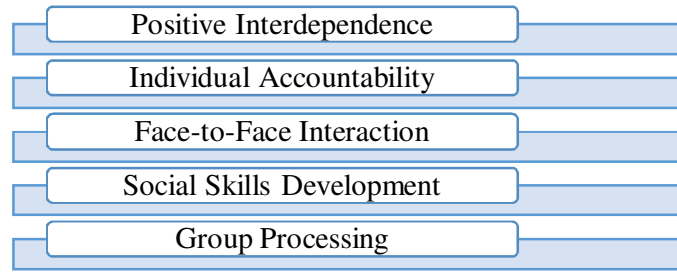 Positive Interdependence
Individual Accountability
Face-to-Face Interaction
Social Skills Development
Group Processing